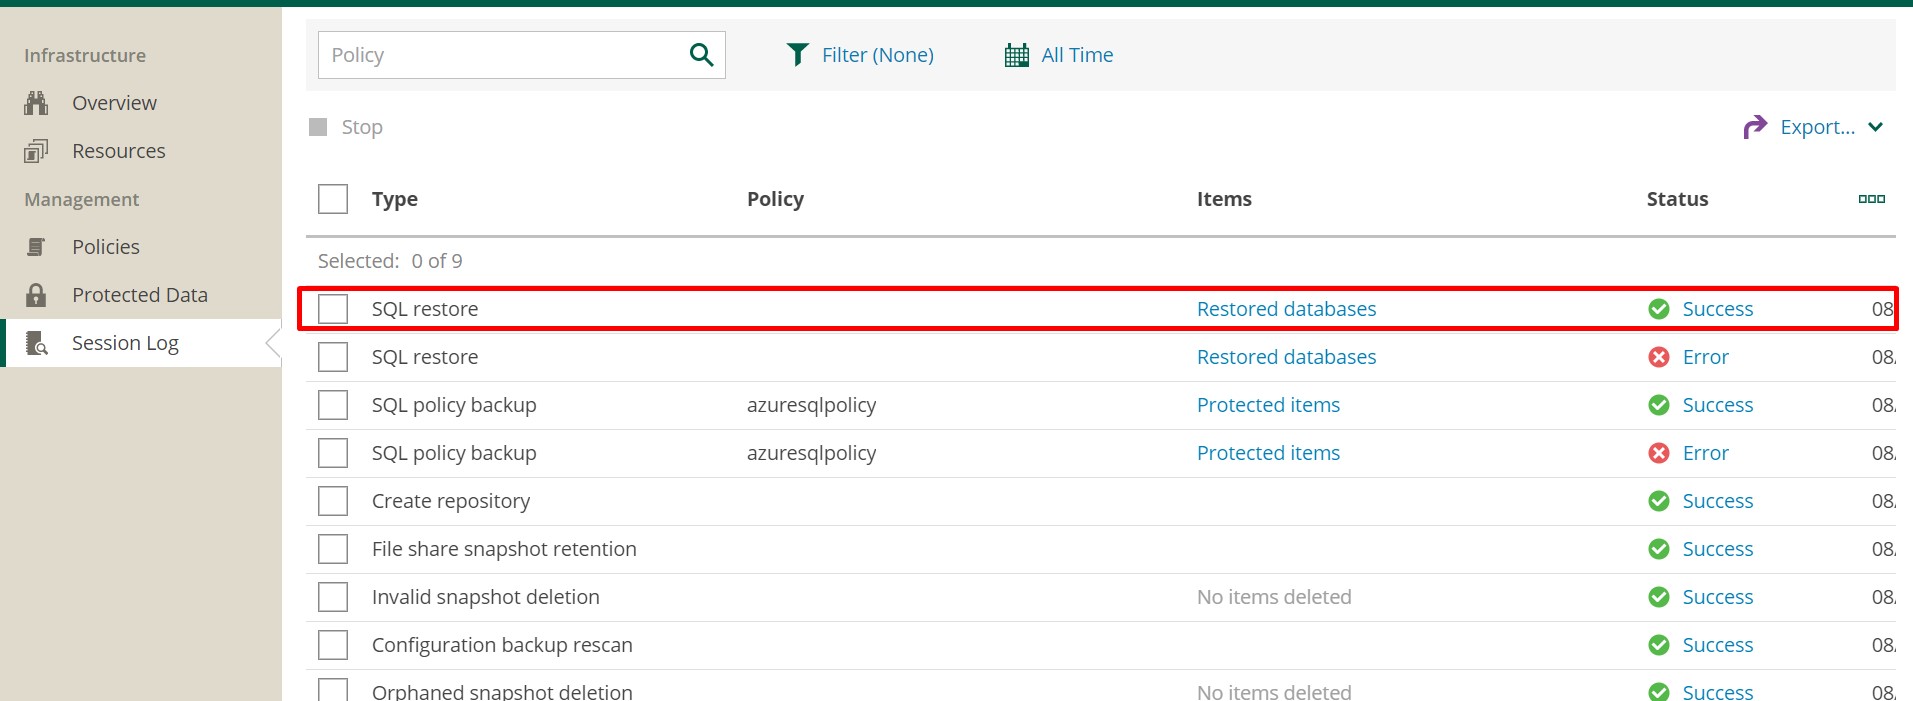 Infrastructure
Overview
Resources
Management
Policies
Protected Data
Session Log
Policy
Filter (None)
All Time
Stop
Export...
Type Policy Items Status
Selected: 0 of 9
SQL restore Restored databases Success 08
SQL restore Restored databases Error 08/
SQL policy backup azuresqlpolicy Protected items Success 08/
SQL policy backup azuresqlpolicy Protected items Error 08/
Create repository Success 08/
File share snapshot retention Success 08/
Invalid snapshot deletion No items deleted Success 08/
Configuration backup rescan Success 08/
Orphaned snapshot deletion No items deleted Success 08/